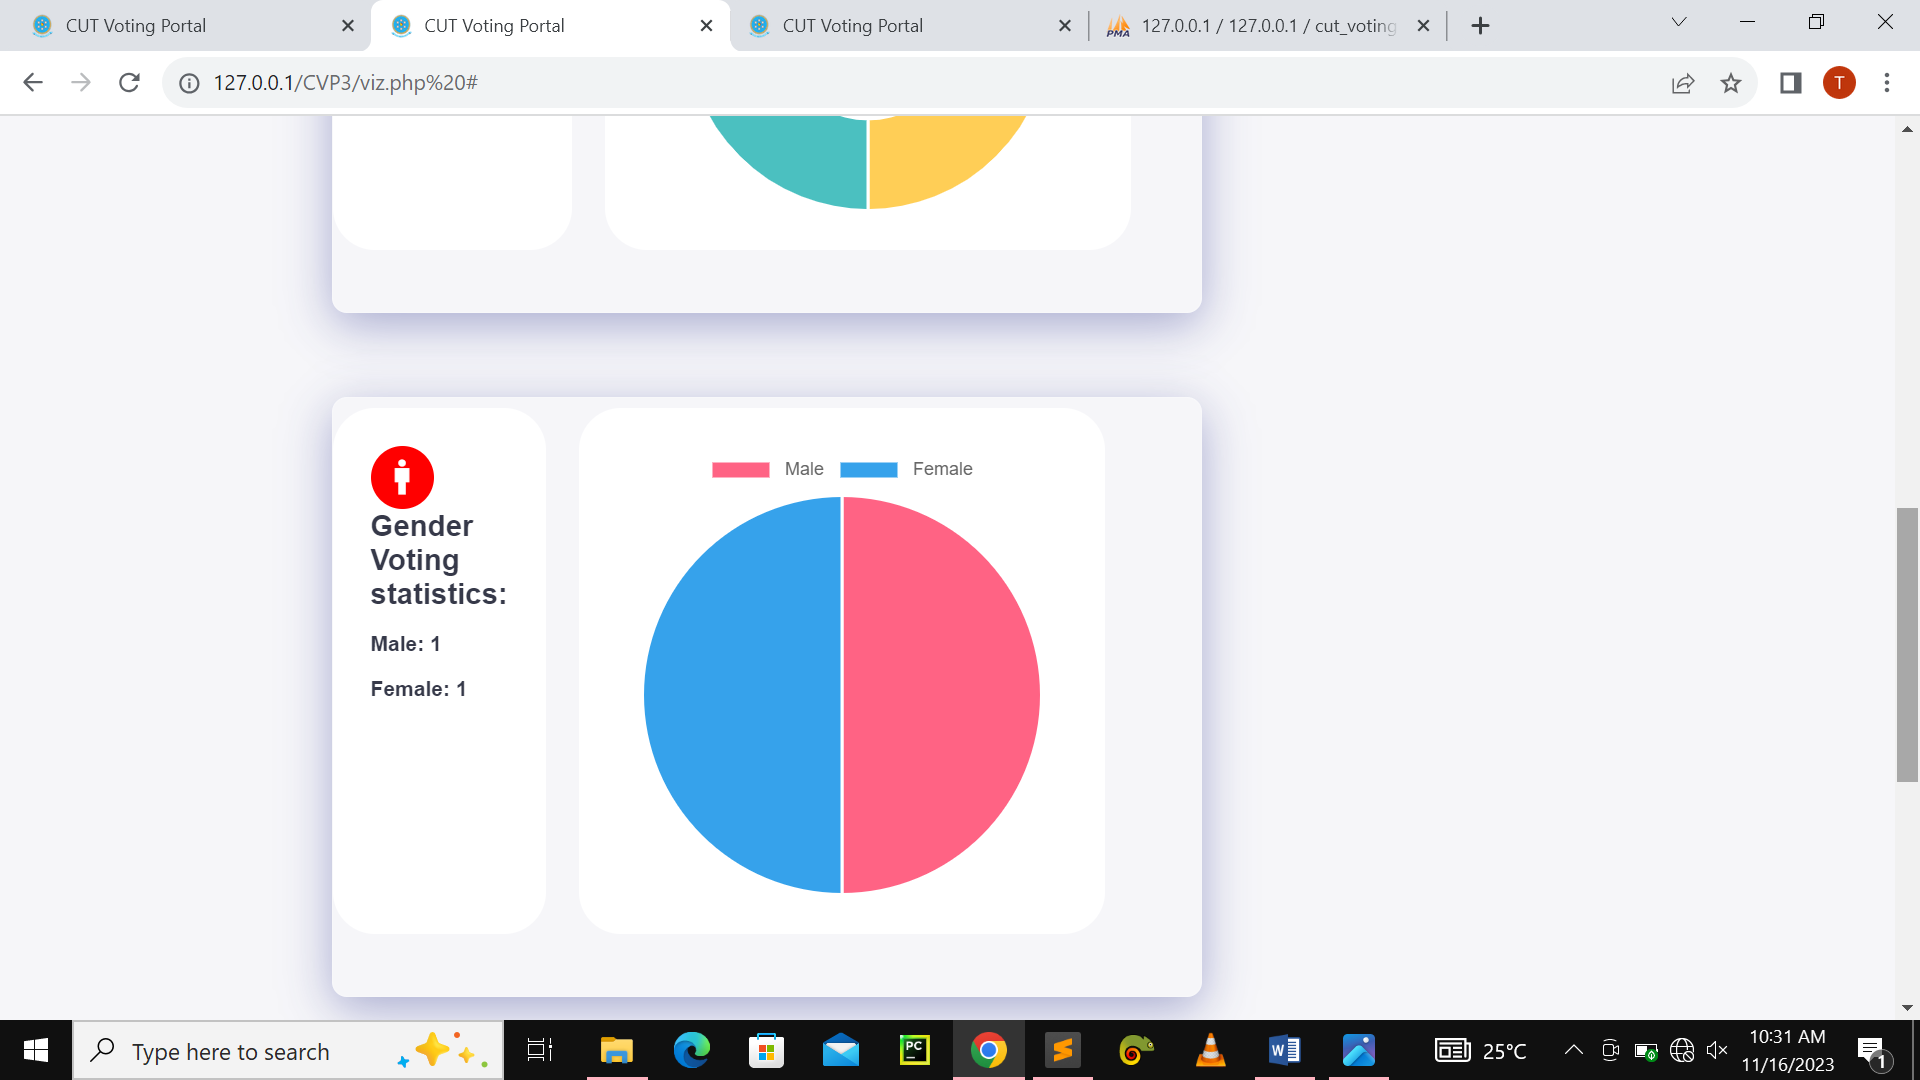 CUT Voting Portal
CUT Voting Portal
CUT Voting Portal
PMA
127.0.0.1 / 127.0.0.1 / cut_voting
127.0.0.1/CVP3/viz.php%20#
T
Male
Female
Gender
Voting
statistics:
Male: 1
Female: 1
Type here to search
PC
W
25°C
10:31 AM
11/16/2023
1